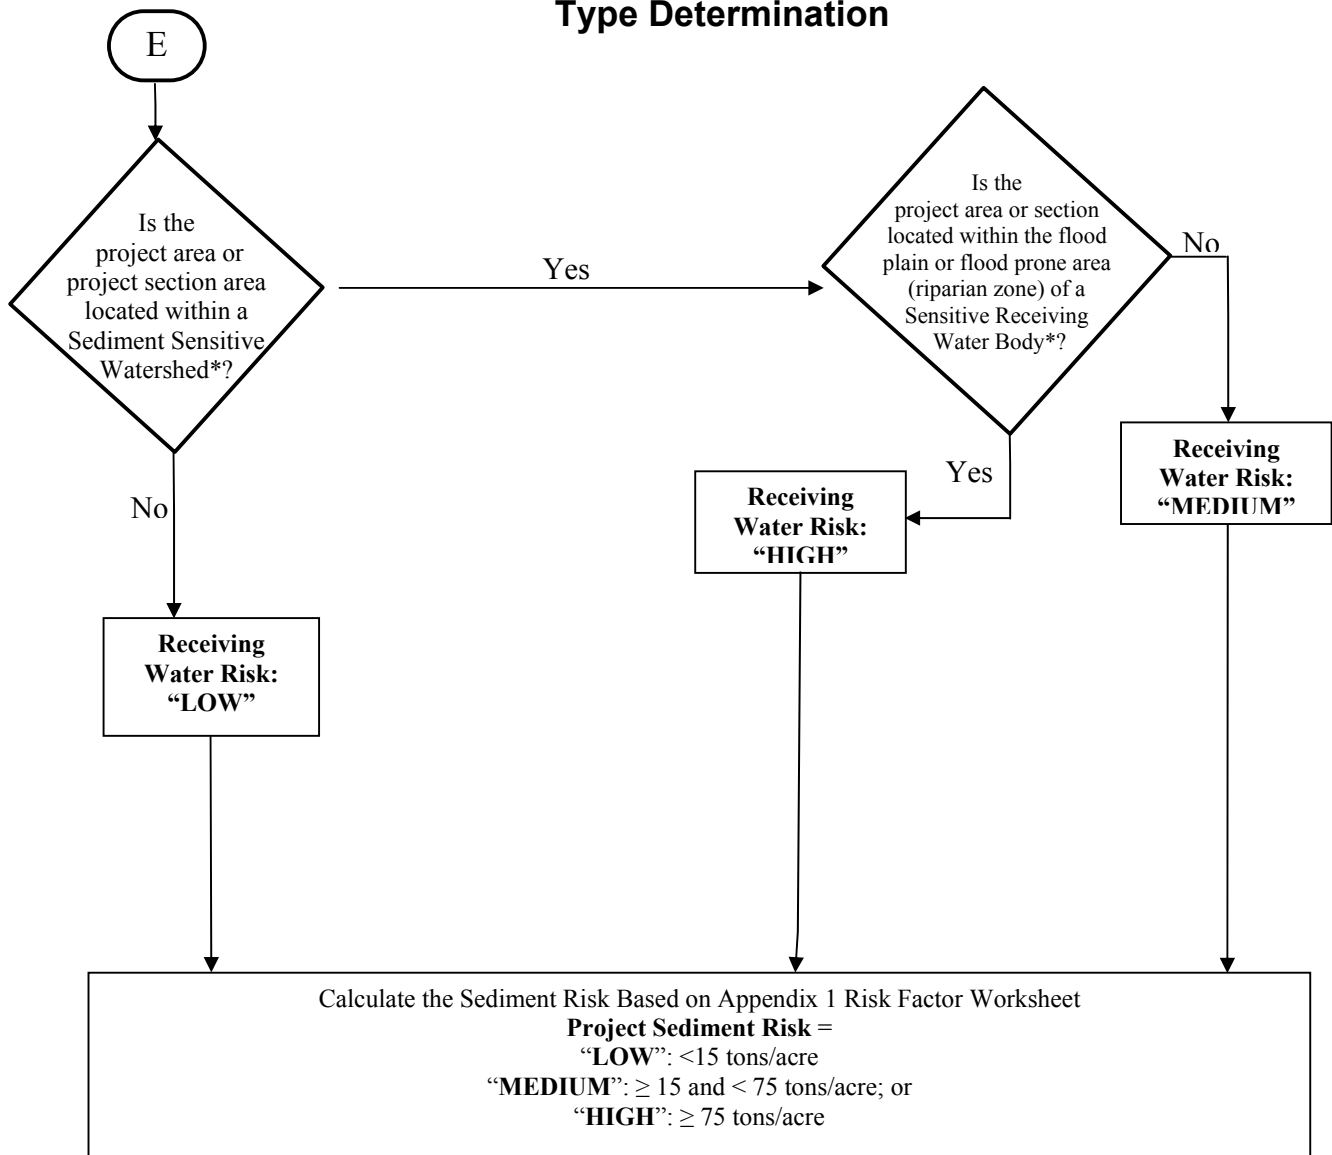 Type Determination
E
Is the
project area or
project section area
located within a
Sediment Sensitive
Watershed*?
Yes
Is the
project area or section
located within the flood
plain or flood prone area
(riparian zone) of a
Sensitive Receiving
Water Body*?
No
Receiving
Water Risk:
“MEDIUM”
Yes
Receiving
Water Risk:
“HIGH”
No
Receiving
Water Risk:
“LOW”
Calculate the Sediment Risk Based on Appendix 1 Risk Factor Worksheet
Project Sediment Risk =
“LOW”: <15 tons/acre
“MEDIUM”: ≥ 15 and < 75 tons/acre; or
“HIGH”: ≥ 75 tons/acre